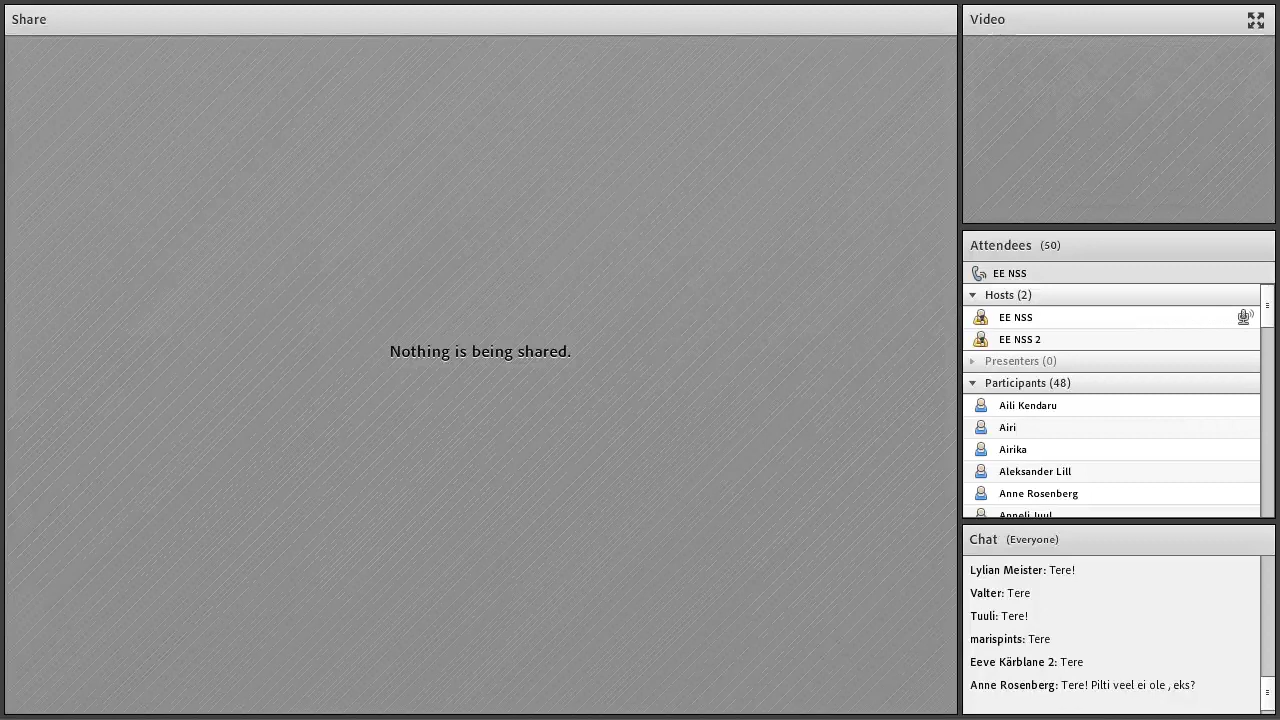 Share
Nothing is being shared.
Video
Attendees (50)
EE NSS
Hosts (2)
EE NSS
EE NSS 2
Presenters (0)
Participants (48)
Aili Kendaru
Airi
Airika
Aleksander Lill
Anne Rosenberg
Anneli Juul
Chat (Everyone)
Lylian Meister: Tere!
Valter: Tere
Tuuli: Tere!
marispints: Tere
Eeve Kärblane 2: Tere
Anne Rosenberg: Tere! Pilti veel ei ole , eks?